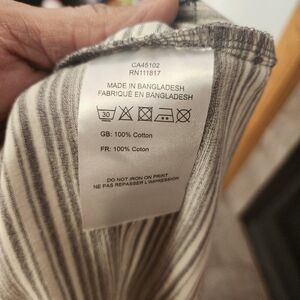 CA45102
RN111817
MADE IN BANGLADESH
FABRIQUÉ EN BANGLADESH
30
GB: 100% Cotton
FR: 100% Coton
DO NOT IRON ON PRINT
NE PAS REPASSER L'IMPRESSION